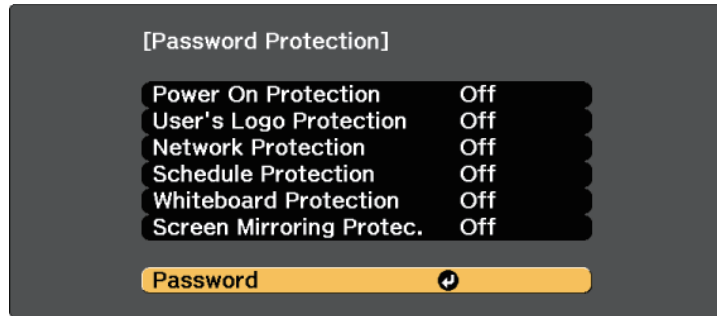 [Password Protection]
Power On Protection Off
User's Logo Protection Off
Network Protection Off
Schedule Protection Off
Whiteboard Protection Off
Screen Mirroring Protec. Off
Password